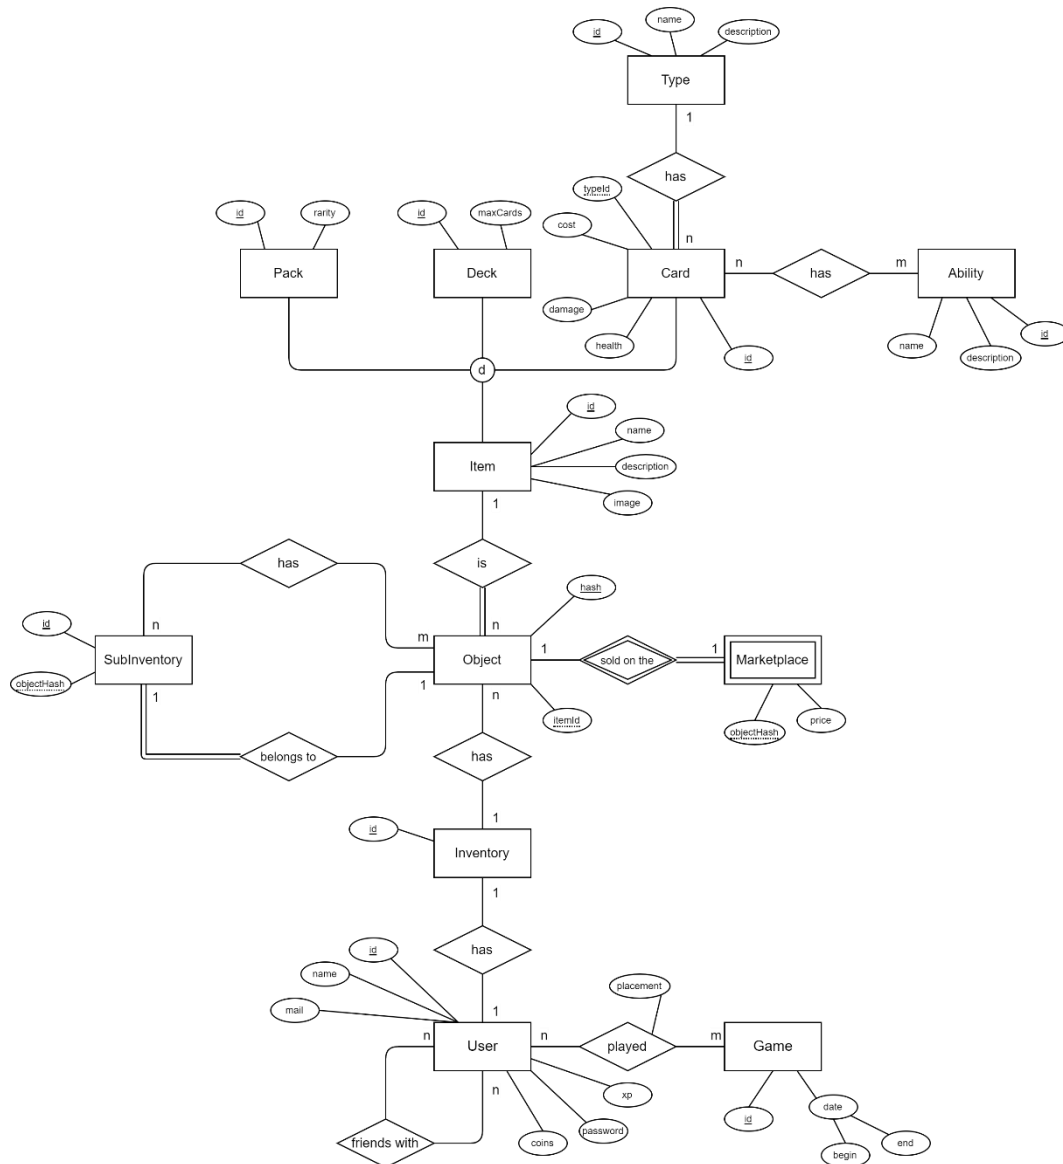 name
id
description
Type
1
has
typeId
id
rarity
id
maxCards
cost
n
Pack
Deck
Card
n
has
m
Ability
damage
health
id
name
description
id
d
id
name
Item
description
image
1
has
is
hash
id
n
m
n
SubInventory
Object
1
sold on the
1
Marketplace
objectHash
1
1
n
itemId
objectHash
price
belongs to
has
1
id
Inventory
1
id
has
name
placement
mail
1
n
User
n
played
m
Game
n
xp
id
date
friends with
coins
password
begin
end